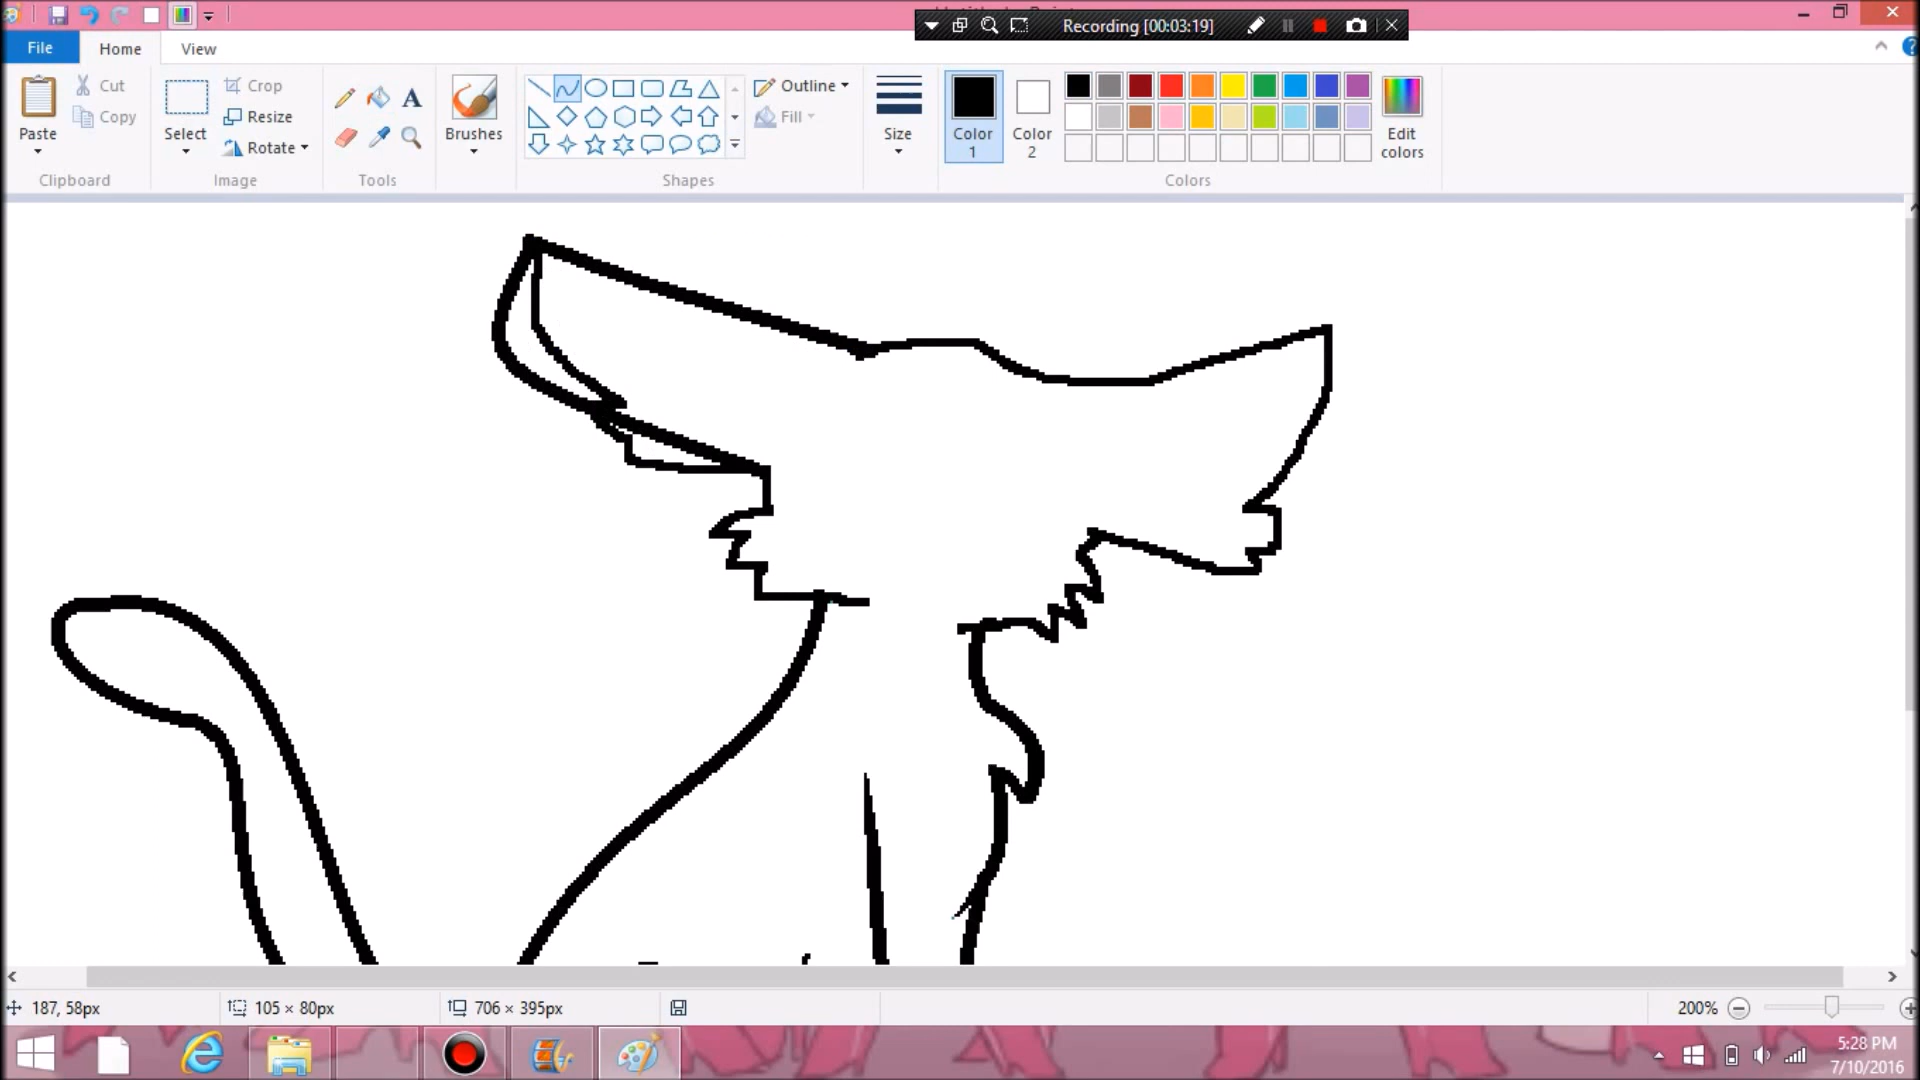 Recording [00:03:19]
File
Home
View
Paste
Cut
Copy
Clipboard
Select
Crop
Resize
Rotate
Image
A
Tools
Brushes
Outline
Fill
Shapes
Size
Color 1
Color 2
Edit colors
Colors
187, 58px
105 × 80px
706 × 395px
200%
5:28 PM
7/10/2016